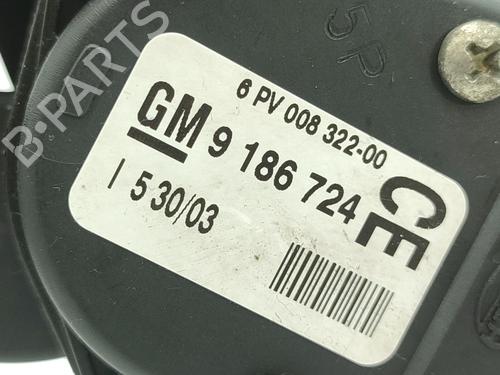 B-PARTS
5P
6 PV 008 322-00
GM 9 186 724
CE
I 5 30/03